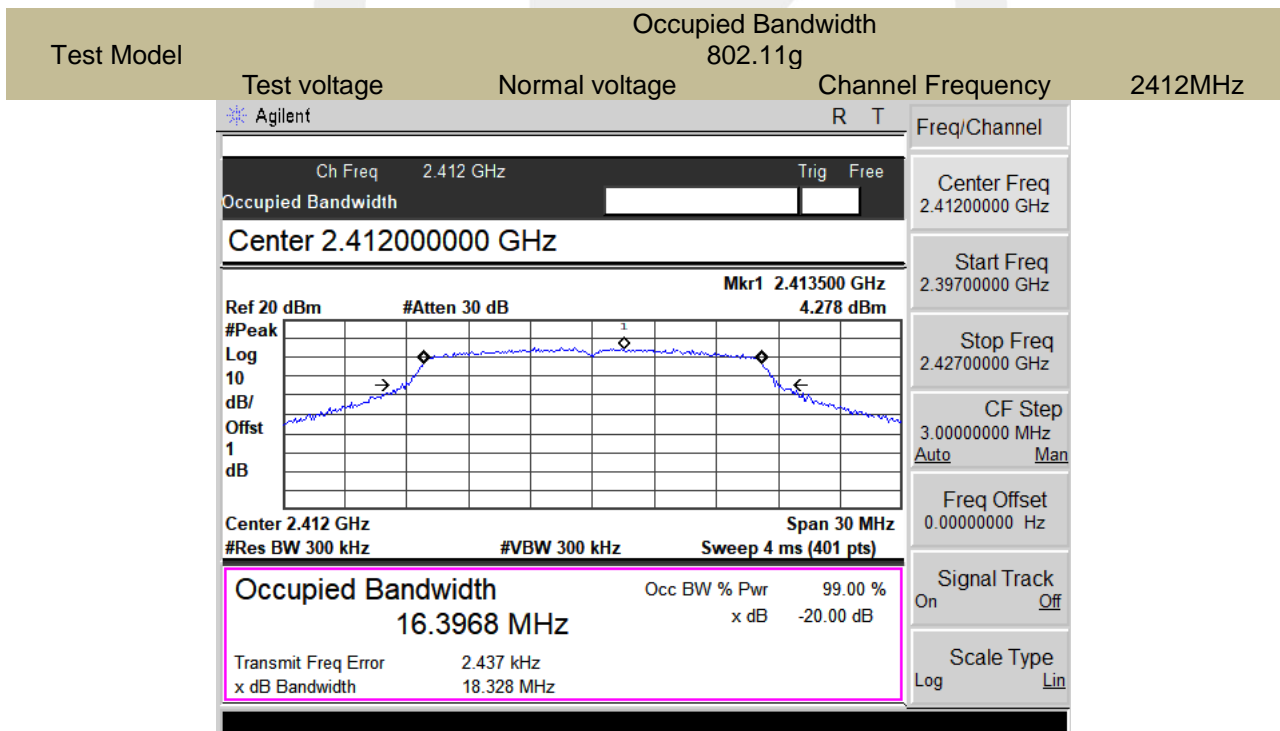 Occupied Bandwidth
Test Model 802.11g
Test voltage Normal voltage Channel Frequency 2412MHz
Agilent R T
Freq/Channel
Ch Freq 2.412 GHz Trig Free
Occupied Bandwidth
Center 2.412000000 GHz
Mkr1 2.413500 GHz
Ref 20 dBm #Atten 30 dB 4.278 dBm
#Peak
Log
10
dB/
Offst
1
dB
1
Center 2.412 GHz Span 30 MHz
#Res BW 300 kHz #VBW 300 kHz Sweep 4 ms (401 pts)
Occupied Bandwidth Occ BW % Pwr 99.00 %
16.3968 MHz x dB -20.00 dB
Transmit Freq Error 2.437 kHz
x dB Bandwidth 18.328 MHz
Center Freq
2.41200000 GHz
Start Freq
2.39700000 GHz
Stop Freq
2.42700000 GHz
CF Step
3.00000000 MHz
Auto Man
Freq Offset
0.00000000 Hz
Signal Track
On Off
Scale Type
Log Lin